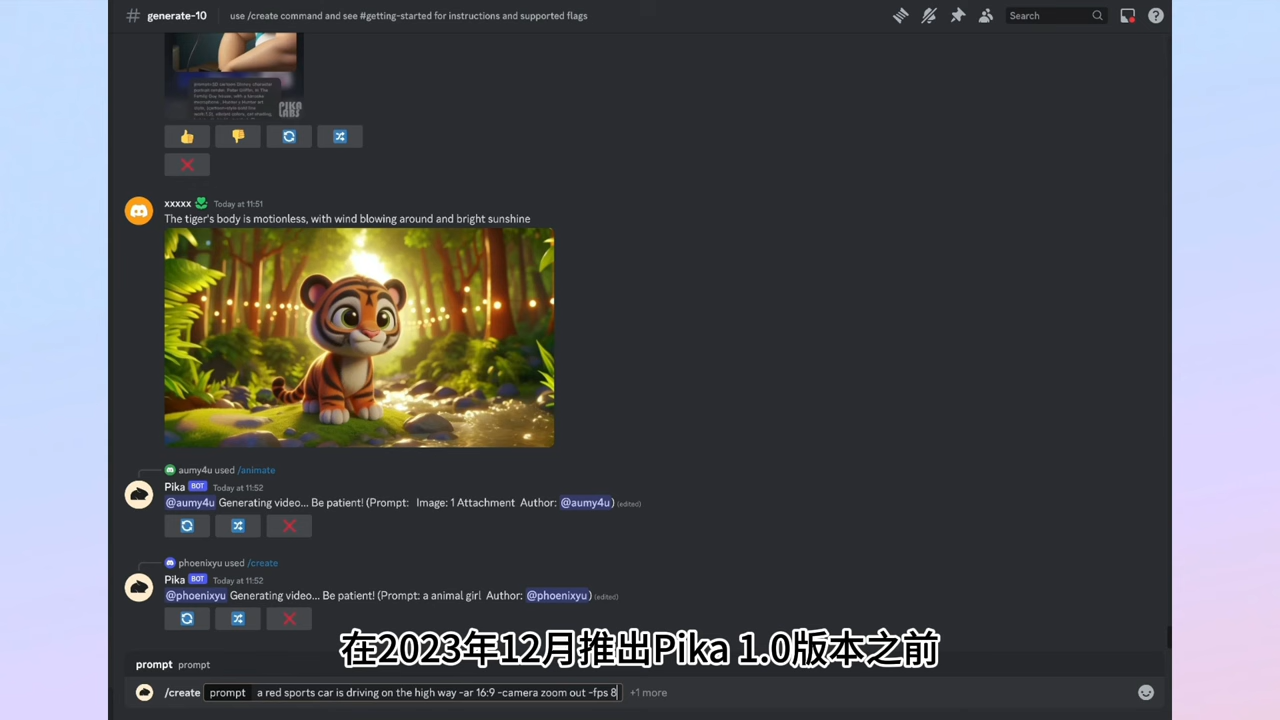 generate-10 use /create command and see #getting-started for instructions and supported flags
Search
PIKA
LABS
xxxxx Today at 11:51
The tiger's body is motionless, with wind blowing around and bright sunshine
aumy4u used /animate
Pika BOT Today at 11:52
@aumy4u Generating video... Be patient! (Prompt: Image: 1 Attachment Author: @aumy4u) (edited)
phoenixyu used /create
Pika BOT Today at 11:52
@phoenixyu Generating video... Be patient! (Prompt: a animal girl Author: @phoenixyu) (edited)
在2023年12月推出Pika 1.0版本之前
prompt prompt
/create prompt a red sports car is driving on the high way -ar 16:9 -camera zoom out -fps 8 +1 more